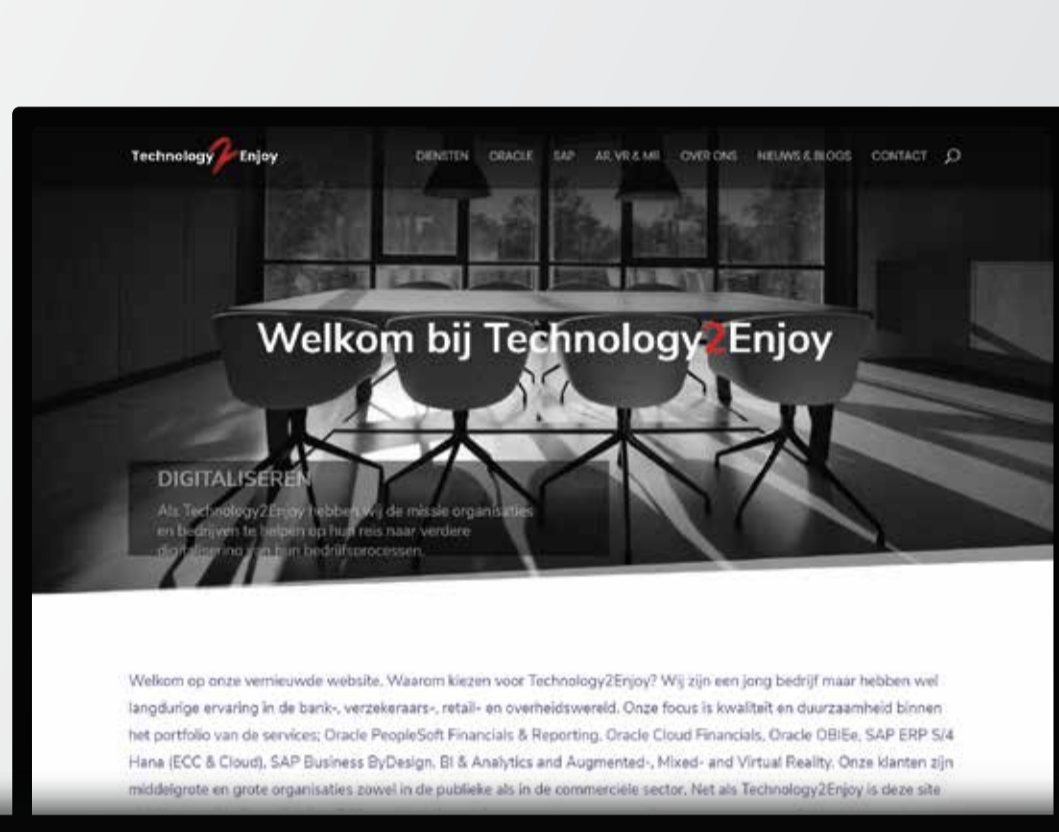 Technology2Enjoy
DIENSTEN ORACLE SAP AR, VR & MR OVER ONS NIEUWS & BLOGS CONTACT
Welkom bij Technology2Enjoy
DIGITALISEREN
Als Technology2Enjoy hebben wij de missie organisaties
en bedrijven te helpen op hun reis naar verdere
digitalisering van hun bedrijfsprocessen.
Welkom op onze vernieuwde website. Waarom kiezen voor Technology2Enjoy? Wij zijn een jong bedrijf maar hebben wel
langdurige ervaring in de bank-, verzekeraars-, retail- en overheidswereld. Onze focus is kwaliteit en duurzaamheid binnen
het portfolio van de services; Oracle PeopleSoft Financials & Reporting, Oracle Cloud Financials, Oracle OBIEe, SAP ERP S/4
Hana (ECC & Cloud), SAP Business ByDesign, BI & Analytics and Augmented-, Mixed- and Virtual Reality. Onze klanten zijn
middelgrote en grote organisaties zowel in de publieke als in de commerciële sector. Net als Technology2Enjoy is deze site